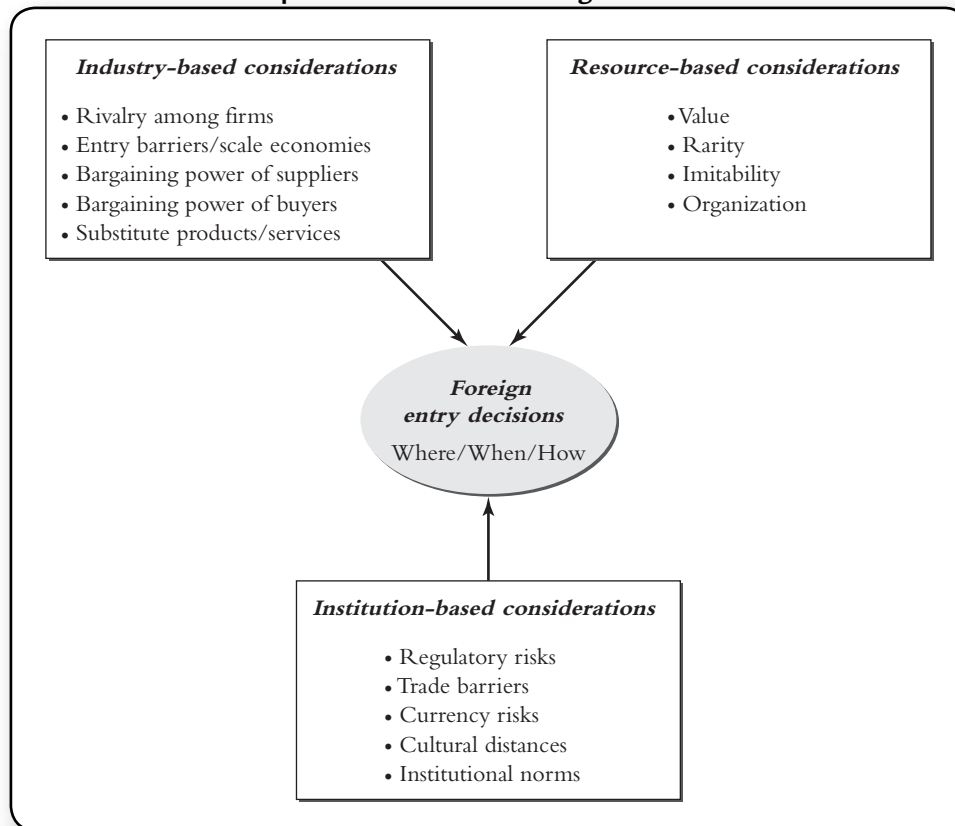 Industry-based considerations
• Rivalry among firms
• Entry barriers/scale economies
• Bargaining power of suppliers
• Bargaining power of buyers
• Substitute products/services
Resource-based considerations
• Value
• Rarity
• Imitability
• Organization
Foreign
entry decisions
Where/When/How
Institution-based considerations
• Regulatory risks
• Trade barriers
• Currency risks
• Cultural distances
• Institutional norms